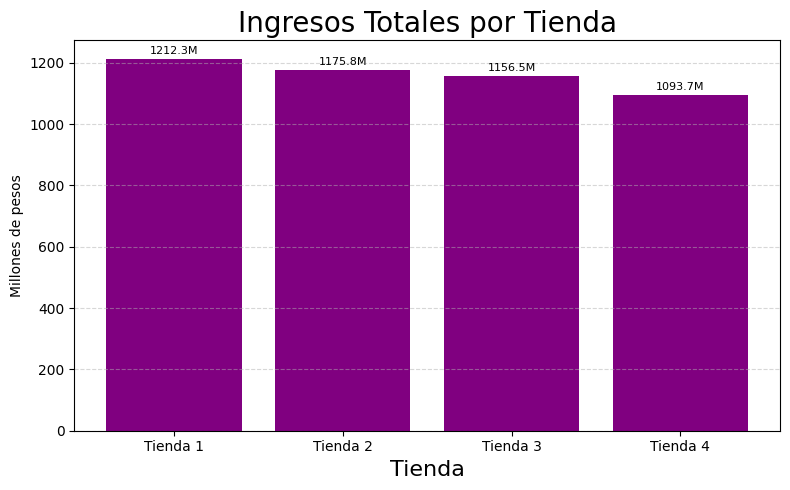 Ingresos Totales por Tienda
1212.3M
1175.8M
1156.5M
1093.7M
Millones de pesos
1200
1000
800
600
400
200
0
Tienda 1
Tienda 2
Tienda 3
Tienda 4
Tienda